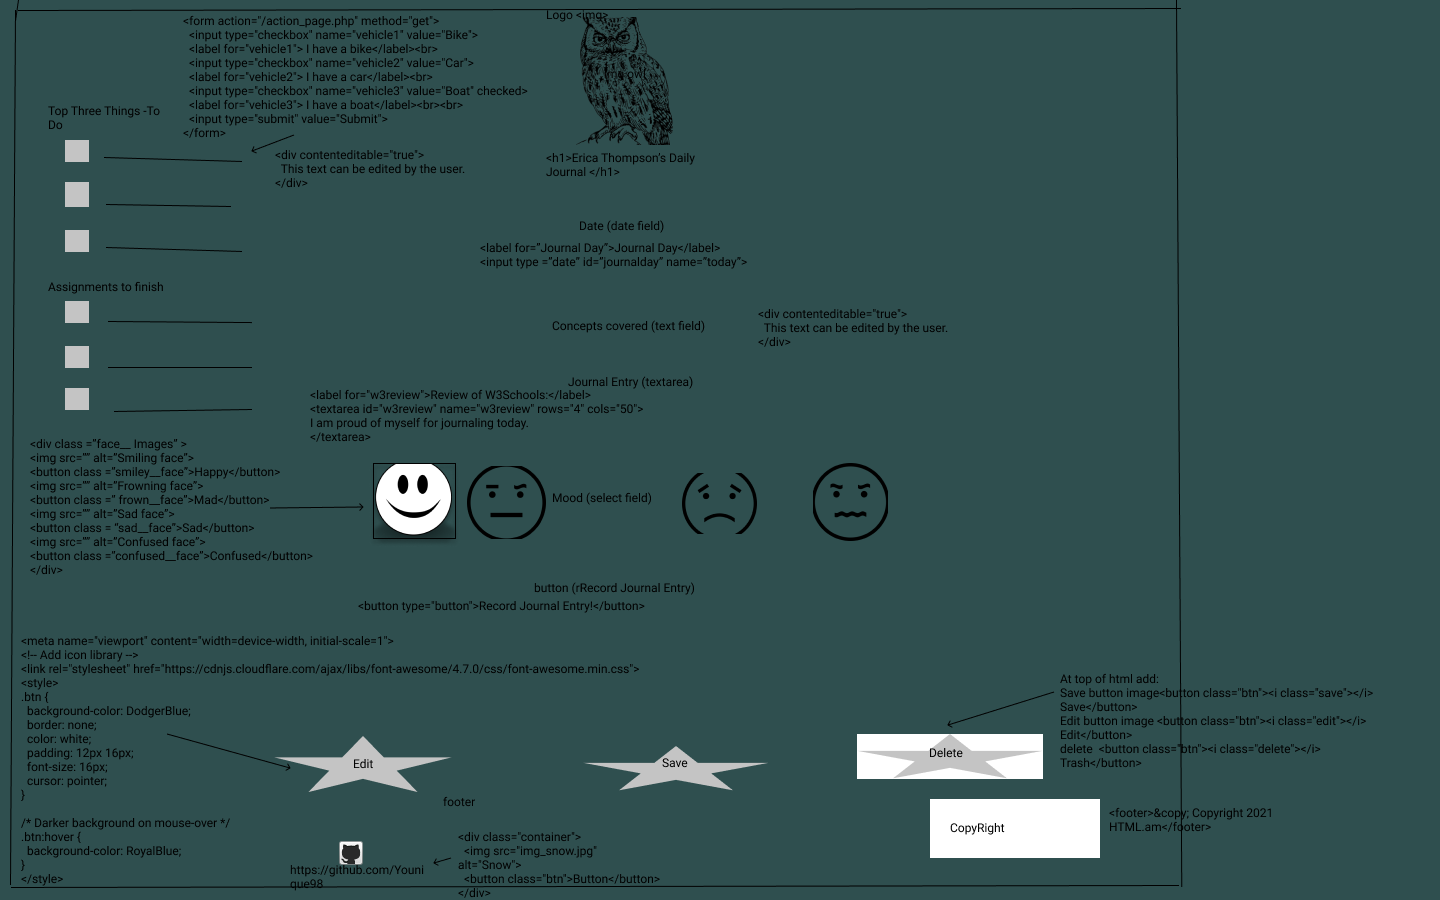 Logo <img>
<form action="/action_page.php" method="get">
<input type="checkbox" name="vehicle1" value="Bike">
<label for="vehicle1"> I have a bike</label><br>
<input type="checkbox" name="vehicle2" value="Car">
<label for="vehicle2"> I have a car</label><br>
<input type="checkbox" name="vehicle3" value="Boat" checked>
<label for="vehicle3"> I have a boat</label><br><br>
<input type="submit" value="Submit">
</form>
Top Three Things -To
Do
<div contenteditable="true">
This text can be edited by the user.
</div>
<h1>Erica Thompson’s Daily
Journal </h1>
Date (date field)
<label for=”Journal Day”>Journal Day</label>
<input type =”date” id=”journalday” name=”today”>
Assignments to finish
Concepts covered (text field)
<div contenteditable="true">
This text can be edited by the user.
</div>
Journal Entry (textarea)
<label for="w3review">Review of W3Schools:</label>
<textarea id="w3review" name="w3review" rows="4" cols="50">
I am proud of myself for journaling today.
</textarea>
<div class =”face__ Images” >
<img src=”” alt=”Smiling face”>
<button class =”smiley__face”>Happy</button>
<img src=”” alt=”Frowning face”>
<button class =” frown__face”>Mad</button>
<img src=”” alt=”Sad face”>
<button class = “sad__face”>Sad</button>
<img src=”” alt=”Confused face”>
<button class =”confused__face”>Confused</button>
</div>
Mood (select field)
button (rRecord Journal Entry)
<button type="button">Record Journal Entry!</button>
<meta name="viewport" content="width=device-width, initial-scale=1">
<!-- Add icon library -->
<link rel="stylesheet" href="https://cdnjs.cloudflare.com/ajax/libs/font-awesome/4.7.0/css/font-awesome.min.css">
<style>
.btn {
background-color: DodgerBlue;
border: none;
color: white;
padding: 12px 16px;
font-size: 16px;
cursor: pointer;
}
/* Darker background on mouse-over */
.btn:hover {
background-color: RoyalBlue;
}
</style>
At top of html add:
Save button image<button class="btn"><i class="save"></i>
Save</button>
Edit button image <button class="btn"><i class="edit"></i>
Edit</button>
delete <button class="btn"><i class="delete"></i>
Trash</button>
Edit
Save
Delete
footer
CopyRight
<footer>&copy; Copyright 2021
HTML.am</footer>
https://github.com/Youni
que98
<div class="container">
<img src="img_snow.jpg"
alt="Snow">
<button class="btn">Button</button>
</div>